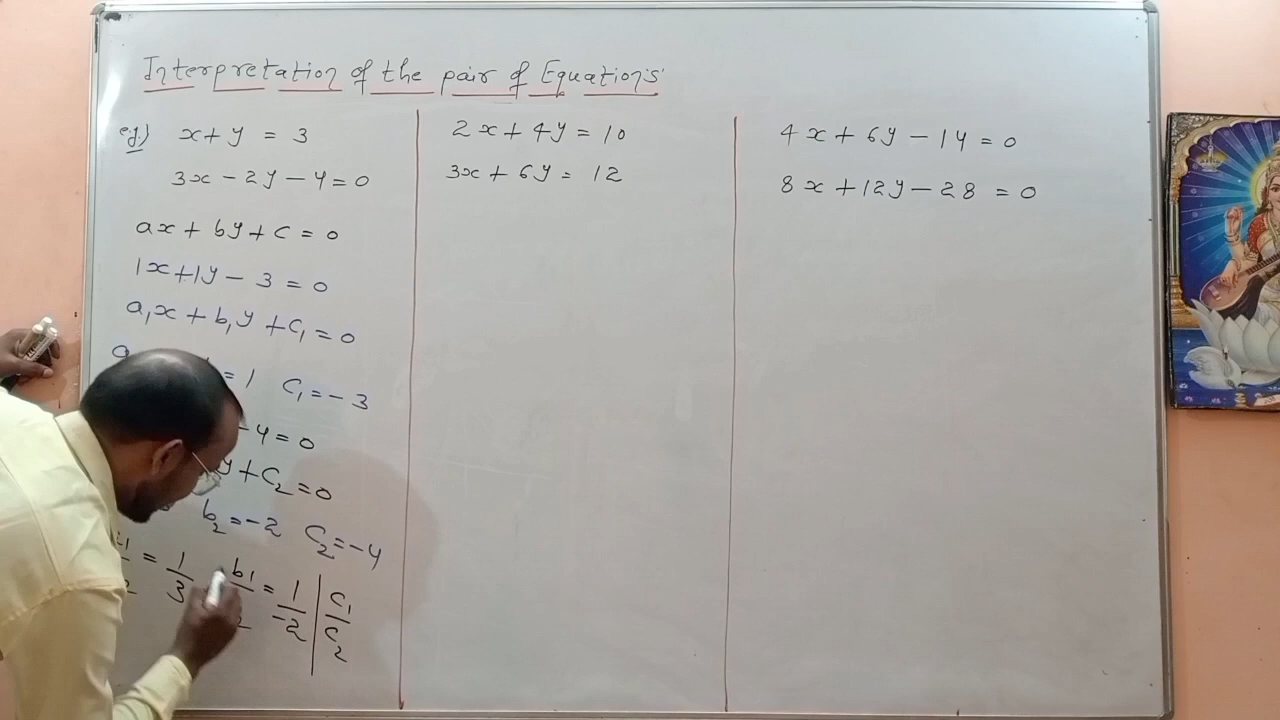 Interpretation of the pair of Equations
eg) x + y = 3
3x - 2y - 4 = 0
ax + by + c = 0
1x + 1y - 3 = 0
a₁x + b₁y + c₁ = 0
= 1 c₁ = -3
-4 = 0
y + c₂ = 0
b₂ = -2 c₂ = -4
= 1/3 b₁/ = 1/-2 | c₁/c₂
2x + 4y = 10
3x + 6y = 12
4x + 6y - 14 = 0
8x + 12y - 28 = 0